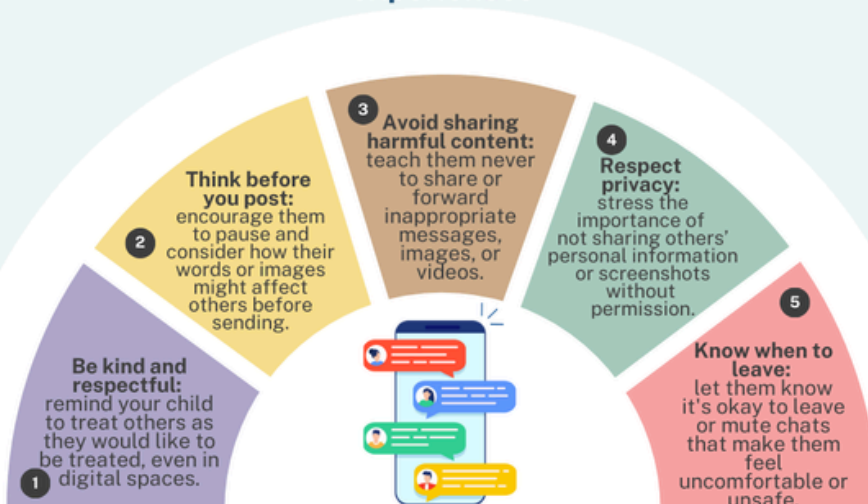 1
Be kind and
respectful:
remind your child
to treat others as
they would like to
be treated, even in
digital spaces.
2
Think before
you post:
encourage them
to pause and
consider how their
words or images
might affect
others before
sending.
3
Avoid sharing
harmful content:
teach them never
to share or
forward
inappropriate
messages,
images, or
videos.
4
Respect
privacy:
stress the
importance of
not sharing others'
personal information
or screenshots
without
permission.
5
Know when to
leave:
let them know
it's okay to leave
or mute chats
that make them
feel
uncomfortable or
unsafe